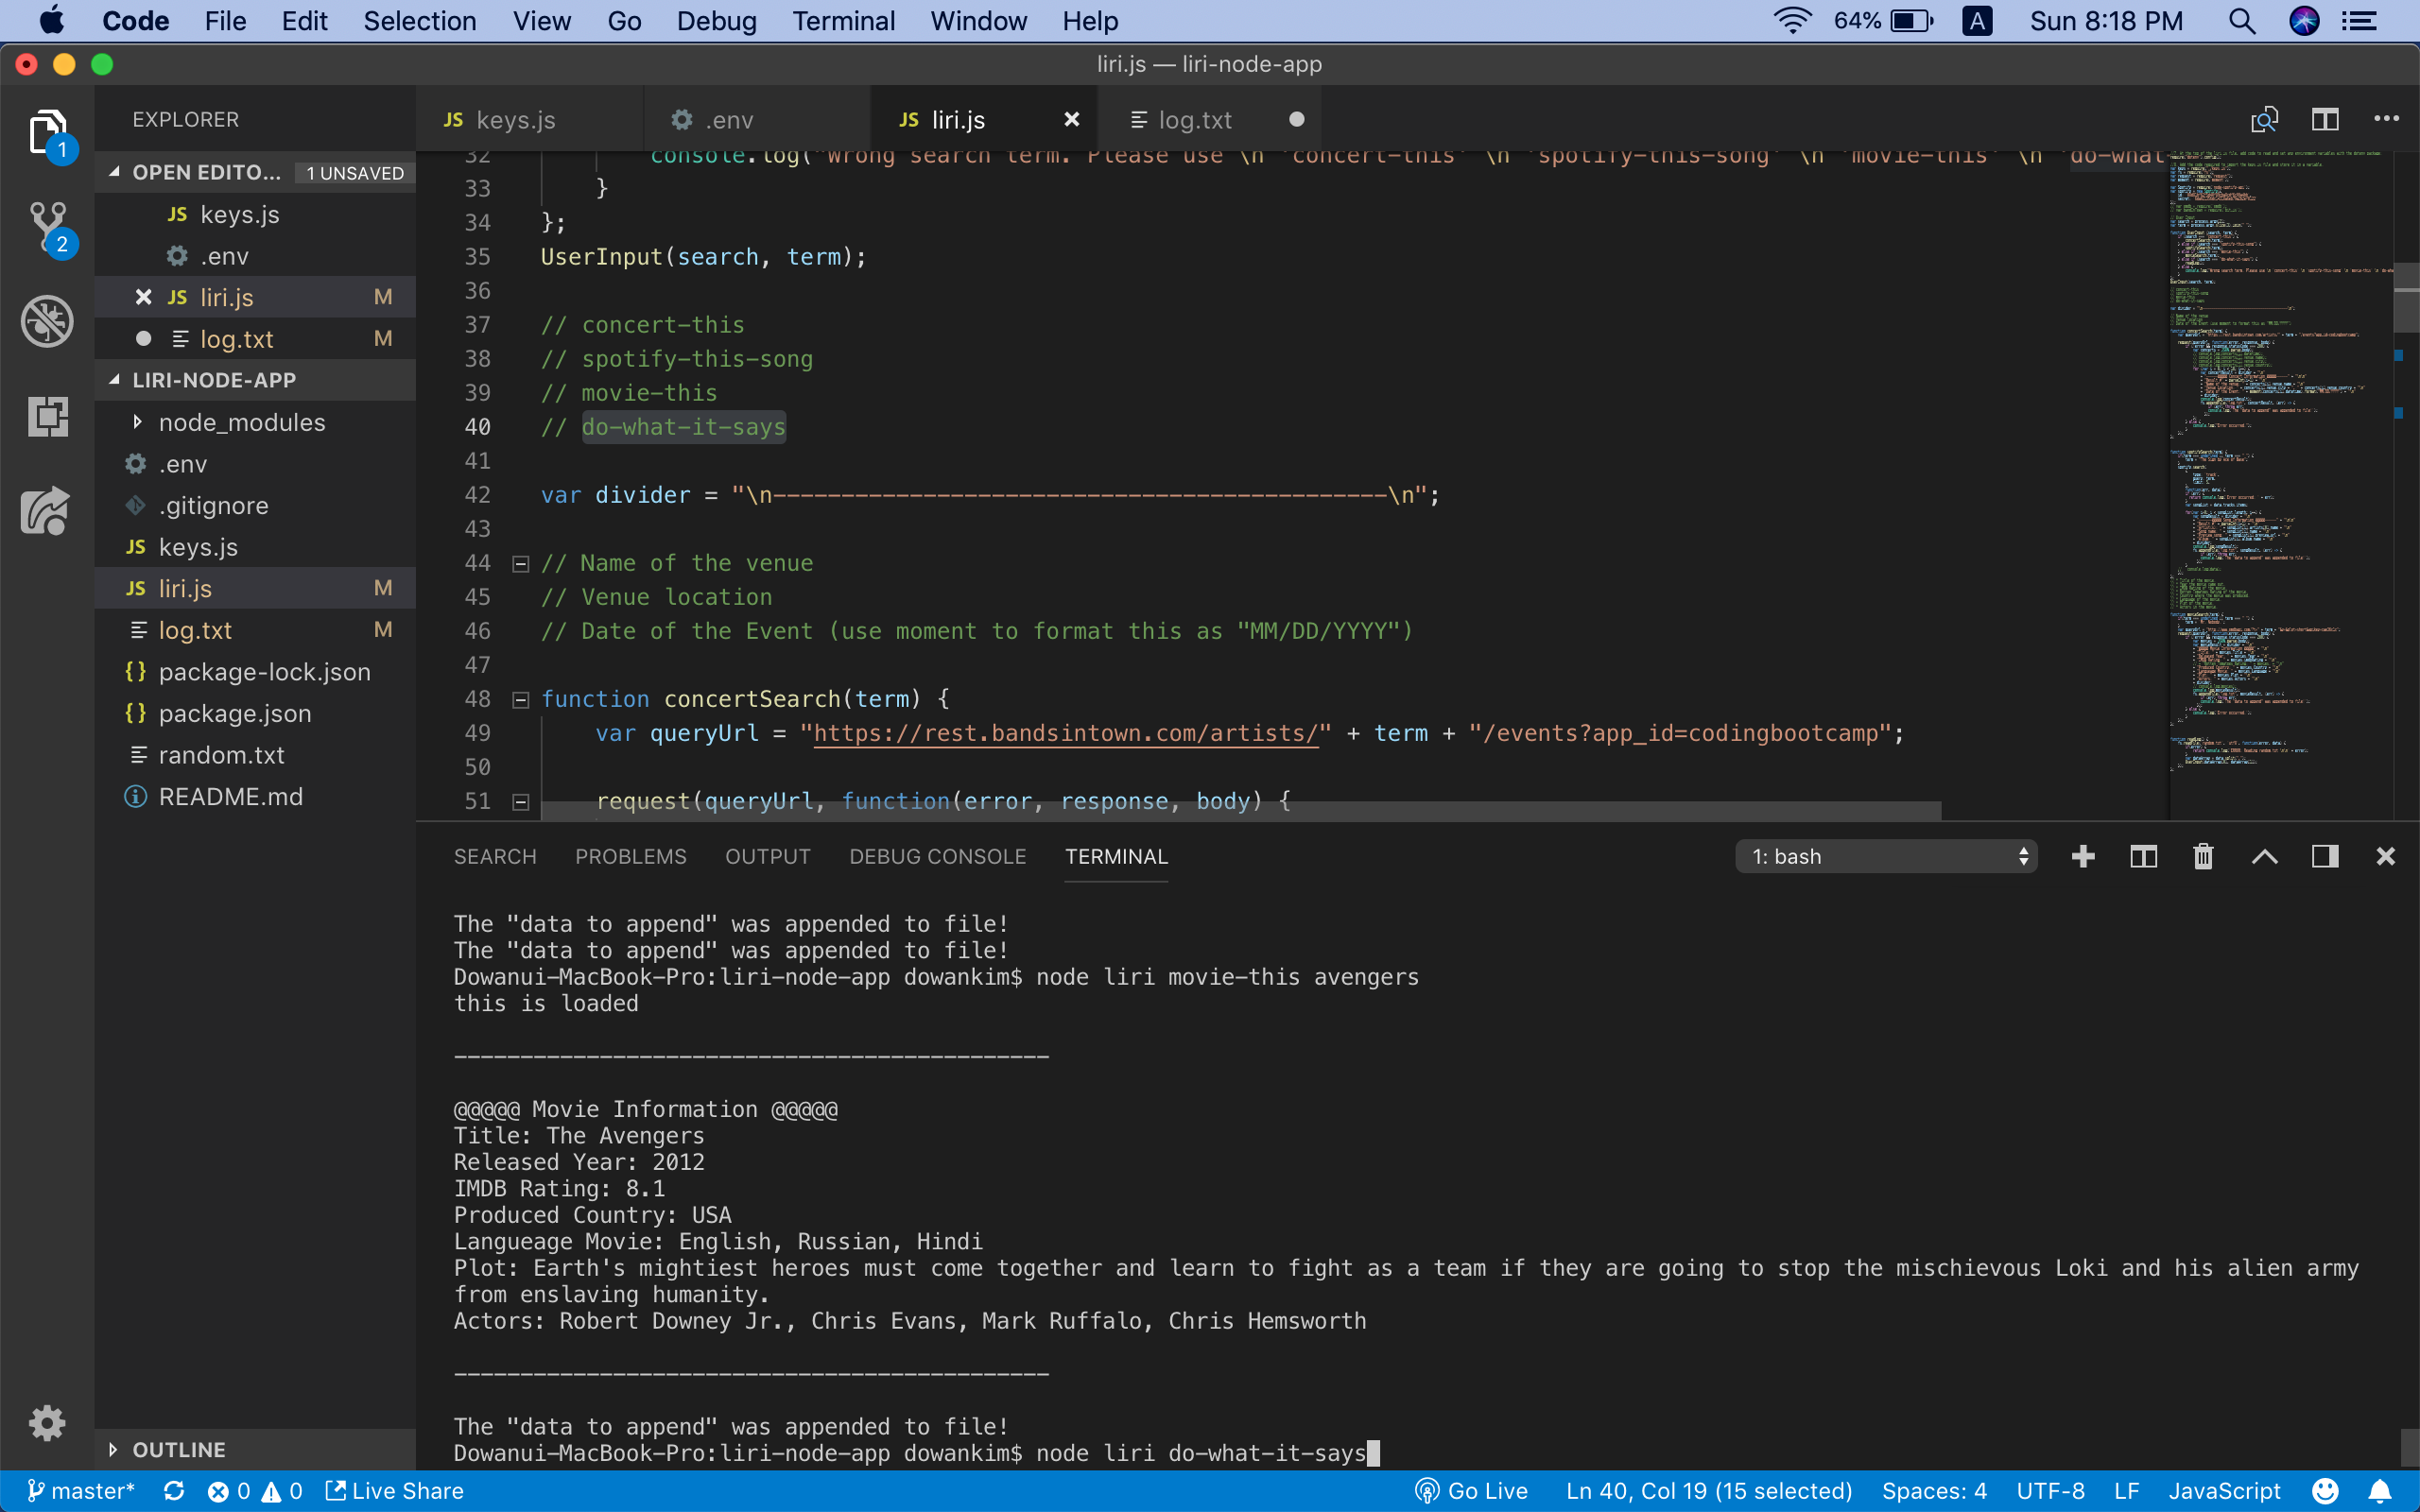 Code File Edit Selection View Go Debug Terminal Window Help 64% A Sun 8:18 PM
liri.js — liri-node-app
EXPLORER
JS keys.js .env JS liri.js log.txt
OPEN EDITO... 1 UNSAVED
JS keys.js
.env
JS liri.js M
log.txt M
LIRI-NODE-APP
node_modules
.env
.gitignore
JS keys.js
JS liri.js M
log.txt M
{} package-lock.json
{} package.json
random.txt
README.md
OUTLINE
1
2
32 console.log("Wrong search term. Please use \n 'concert-this' \n 'spotify-this-song' \n 'movie-this' \n 'do-what-
33 }
34 };
35 UserInput(search, term);
36
37 // concert-this
38 // spotify-this-song
39 // movie-this
40 // do-what-it-says
41
42 var divider = "\n---------------------------------------------\n";
43
44 // Name of the venue
45 // Venue location
46 // Date of the Event (use moment to format this as "MM/DD/YYYY")
47
48 function concertSearch(term) {
49 var queryUrl = "https://rest.bandsintown.com/artists/" + term + "/events?app_id=codingbootcamp";
50
51 request(queryUrl, function(error, response, body) {
SEARCH PROBLEMS OUTPUT DEBUG CONSOLE TERMINAL 1: bash
The "data to append" was appended to file!
The "data to append" was appended to file!
Dowanui-MacBook-Pro:liri-node-app dowankim$ node liri movie-this avengers
this is loaded
---------------------------------------------
@@@@@ Movie Information @@@@@
Title: The Avengers
Released Year: 2012
IMDB Rating: 8.1
Produced Country: USA
Langueage Movie: English, Russian, Hindi
Plot: Earth's mightiest heroes must come together and learn to fight as a team if they are going to stop the mischievous Loki and his alien army
from enslaving humanity.
Actors: Robert Downey Jr., Chris Evans, Mark Ruffalo, Chris Hemsworth
---------------------------------------------
The "data to append" was appended to file!
Dowanui-MacBook-Pro:liri-node-app dowankim$ node liri do-what-it-says
master* 0 0 Live Share Go Live Ln 40, Col 19 (15 selected) Spaces: 4 UTF-8 LF JavaScript